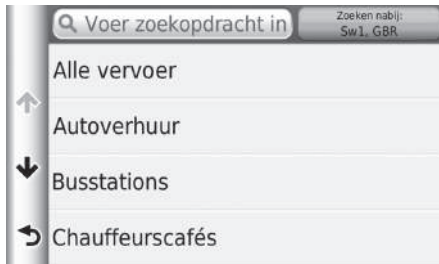 Voer zoekopdracht in
Zoeken nabij:
Sw1, GBR
Alle vervoer
Autoverhuur
Busstations
Chauffeurscafés